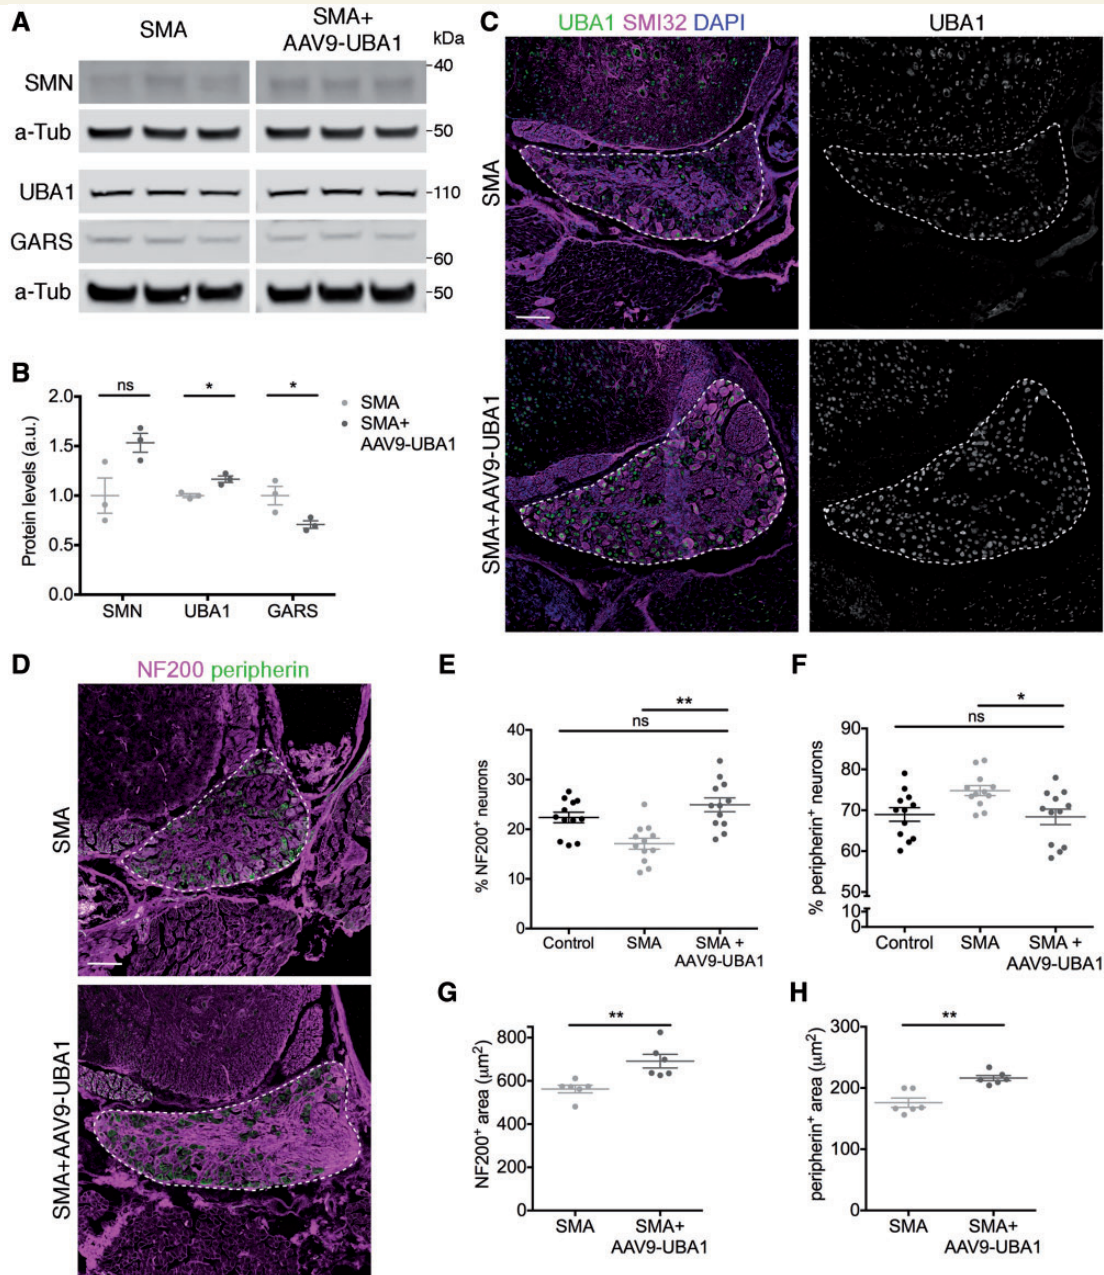 A
SMA
SMA+
AAV9-UBA1
kDa
SMN
40
a-Tub
50
UBA1
110
GARS
60
a-Tub
50
B
Protein levels (a.u.)
2.0
1.5
1.0
0.5
0.0
ns
*
*
SMA
SMA+
AAV9-UBA1
SMN
UBA1
GARS
C
UBA1 SMI32 DAPI
UBA1
SMA
SMA+AAV9-UBA1
D
NF200 peripherin
SMA
SMA+AAV9-UBA1
E
% NF200+ neurons
40
30
20
10
0
**
ns
Control
SMA
SMA +
AAV9-UBA1
F
% peripherin+ neurons
90
80
70
60
50
10
0
*
ns
Control
SMA
SMA +
AAV9-UBA1
G
NF200+ area (μm2)
800
600
400
200
0
**
SMA
SMA+
AAV9-UBA1
H
peripherin+ area (μm2)
300
200
100
0
**
SMA
SMA+
AAV9-UBA1